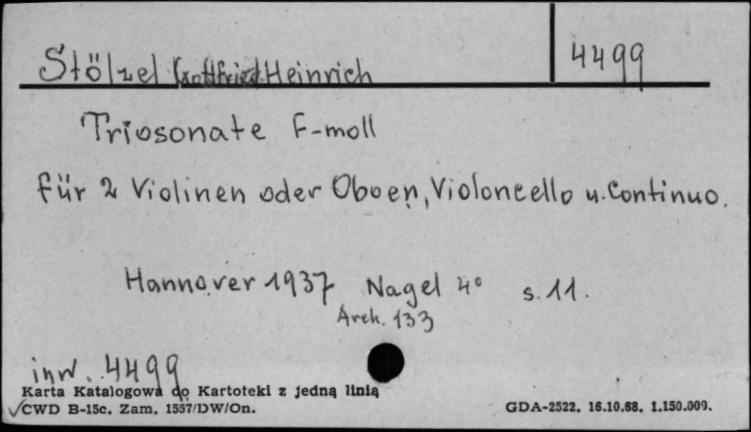 Stölzel Gottfried Heinrich 4499
Triosonate F-moll
für 2 Violinen oder Oboen, Violoncello u. Continuo.
Hannover 1937 Nagel 4° s. 11.
Arch. 133
inw. 4499
Karta Katalogowa do Kartoteki z jedną linią
CWD B-15c. Zam. 1557/DW/On. GDA-2522. 16.10.68. 1.150.000.